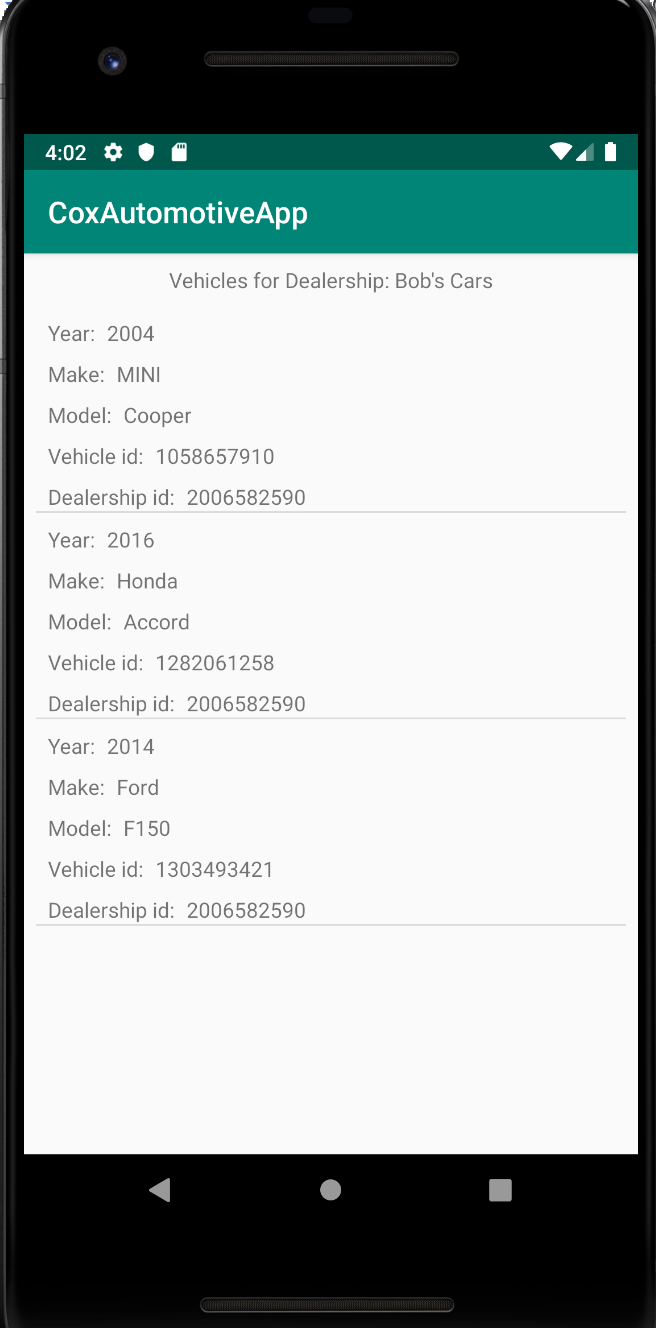 4:02
CoxAutomotiveApp
Vehicles for Dealership: Bob's Cars
Year: 2004
Make: MINI
Model: Cooper
Vehicle id: 1058657910
Dealership id: 2006582590
Year: 2016
Make: Honda
Model: Accord
Vehicle id: 1282061258
Dealership id: 2006582590
Year: 2014
Make: Ford
Model: F150
Vehicle id: 1303493421
Dealership id: 2006582590